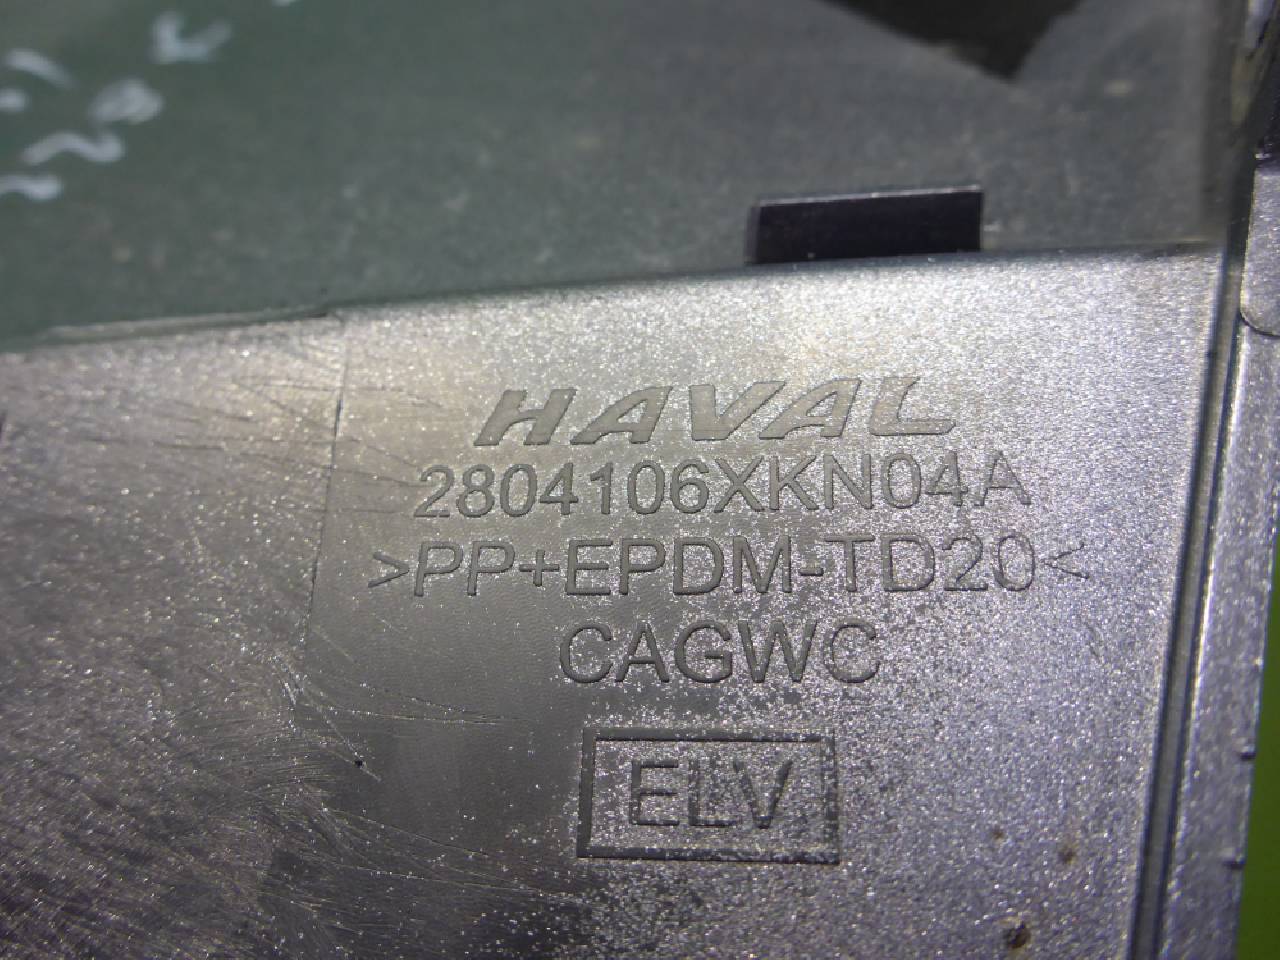 HAVAL
2804106XKN04A
>PP+EPDM-TD20<
CAGWC
ELV